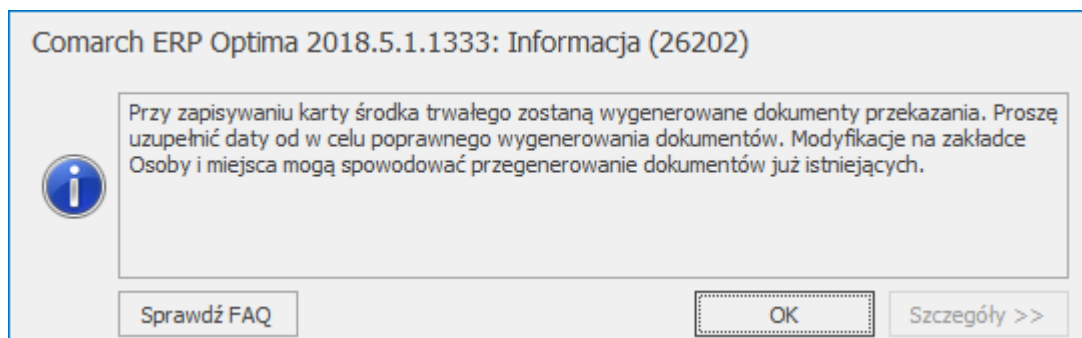 Comarch ERP Optima 2018.5.1.1333: Informacja (26202)
Przy zapisywaniu karty środka trwałego zostaną wygenerowane dokumenty przekazania. Proszę
uzupełnić daty od w celu poprawnego wygenerowania dokumentów. Modyfikacje na zakładce
Osoby i miejsca mogą spowodować przegenerowanie dokumentów już istniejących.
Sprawdź FAQ OK Szczegóły >>